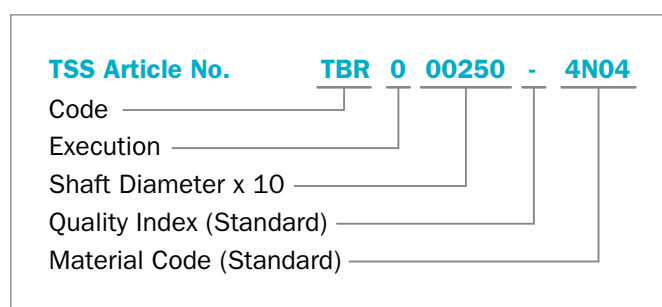 TSS Article No. TBR 0 00250 - 4N04
Code
Execution
Shaft Diameter x 10
Quality Index (Standard)
Material Code (Standard)